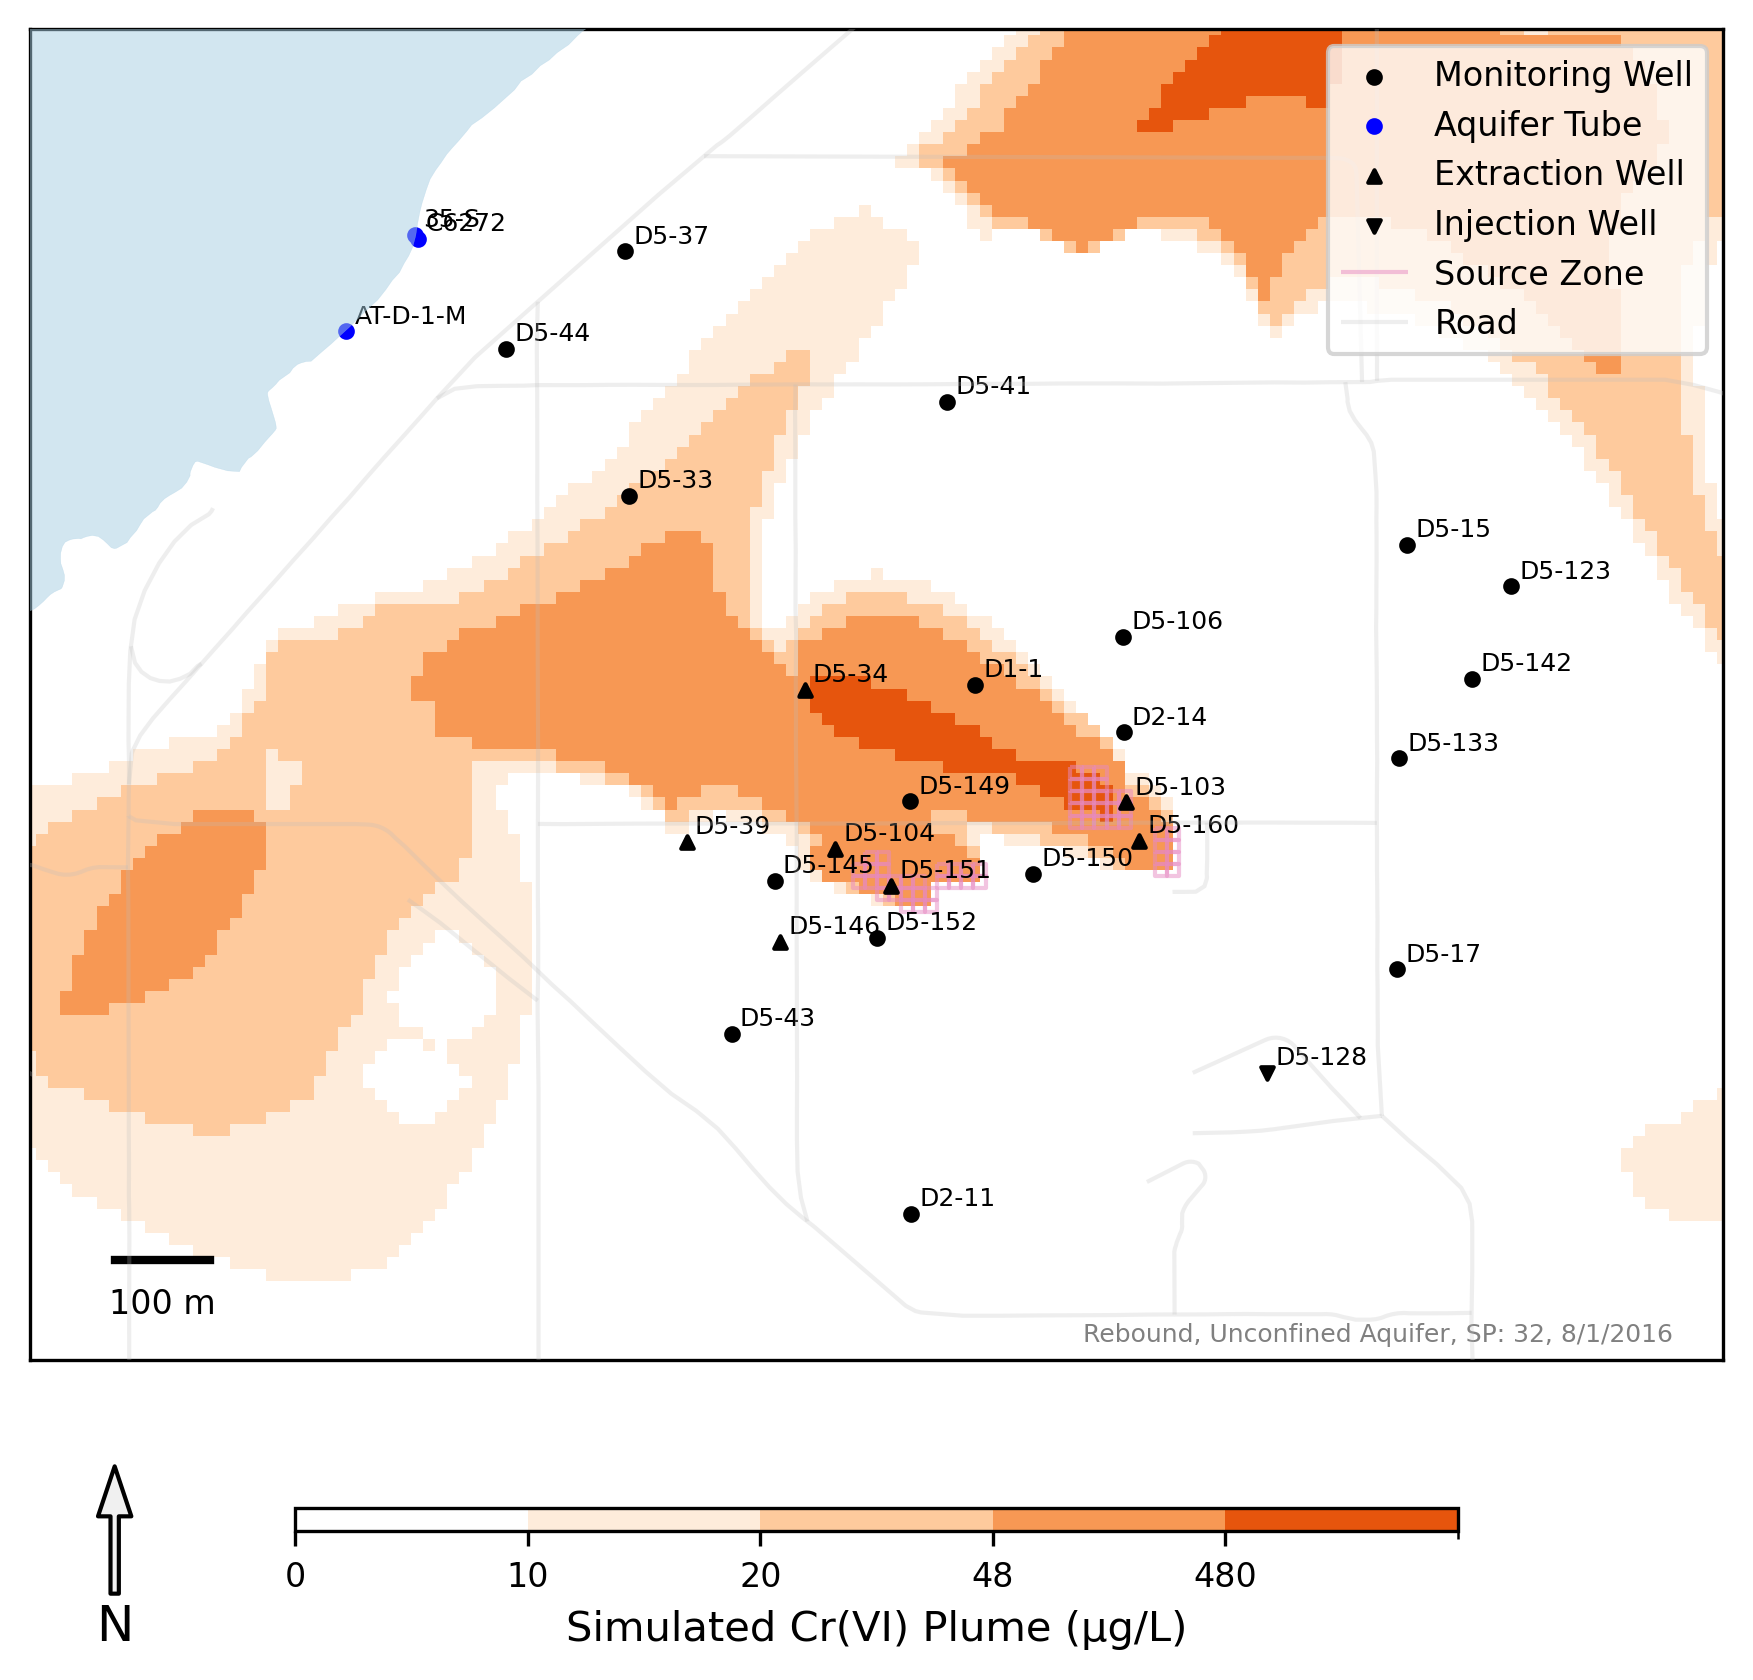 Monitoring Well
Aquifer Tube
Extraction Well
Injection Well
Source Zone
Road
35-S
C6272
D5-37
AT-D-1-M
D5-44
D5-41
D5-33
D5-15
D5-123
D5-106
D5-142
D1-1
D5-34
D2-14
D5-133
D5-149
D5-103
D5-39
D5-104
D5-160
D5-145
D5-151
D5-150
D5-146
D5-152
D5-17
D5-43
D5-128
D2-11
100 m
Rebound, Unconfined Aquifer, SP: 32, 8/1/2016
0 10 20 48 480
Simulated Cr(VI) Plume (μg/L)
N